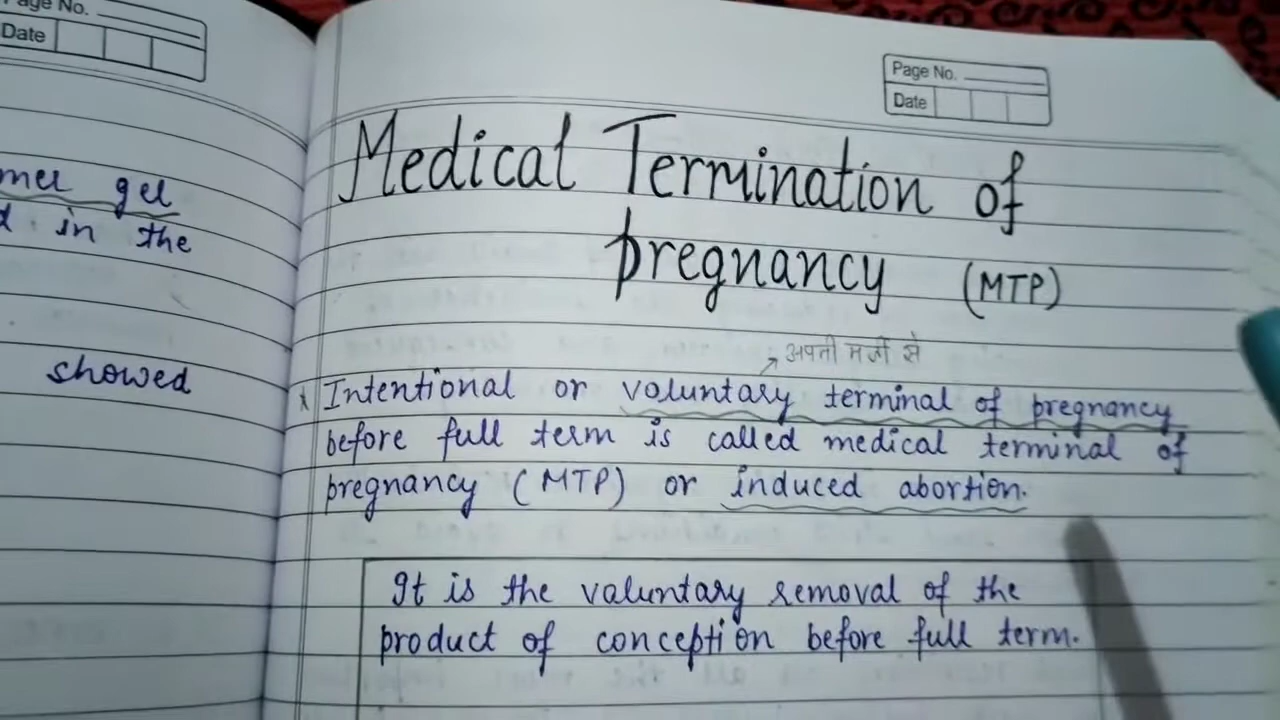 Page No.
Date
gel
in the
showed
Page No.
Date
Medical Termination of
pregnancy (MTP)
अपनी मर्जी से
Intentional or voluntary terminal of pregnancy
before full term is called medical terminal of
pregnancy (MTP) or induced abortion.
It is the voluntary removal of the
product of conception before full term.